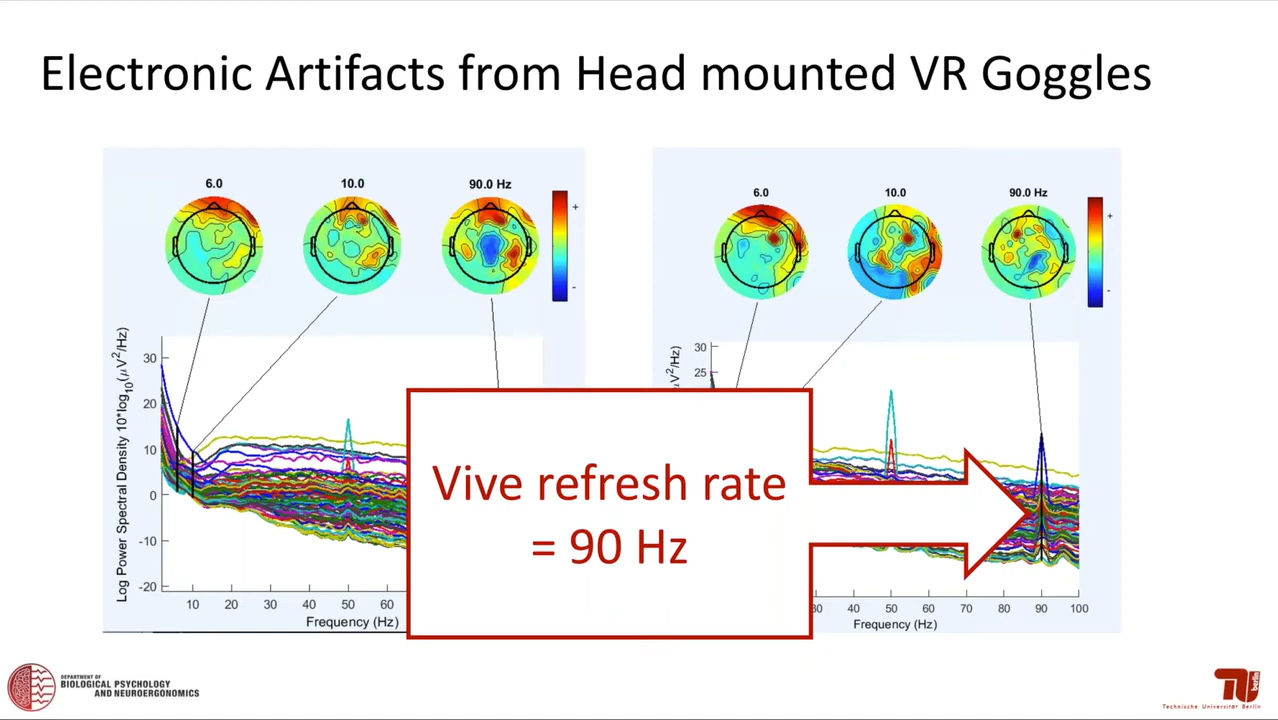 Electronic Artifacts from Head mounted VR Goggles
6.0 10.0 90.0 Hz
+
-
Log Power Spectral Density 10*log10(μV2/Hz)
30
20
10
0
-10
-20
10 20 30 40 50 60
Frequency (Hz)
6.0 10.0 90.0 Hz
+
-
μV2/Hz)
30
25
40 50 60 70 80 90 100
Frequency (Hz)
Vive refresh rate
= 90 Hz
DEPARTMENT OF
BIOLOGICAL PSYCHOLOGY
AND NEUROERGONOMICS
berlin
Technische Universität Berlin